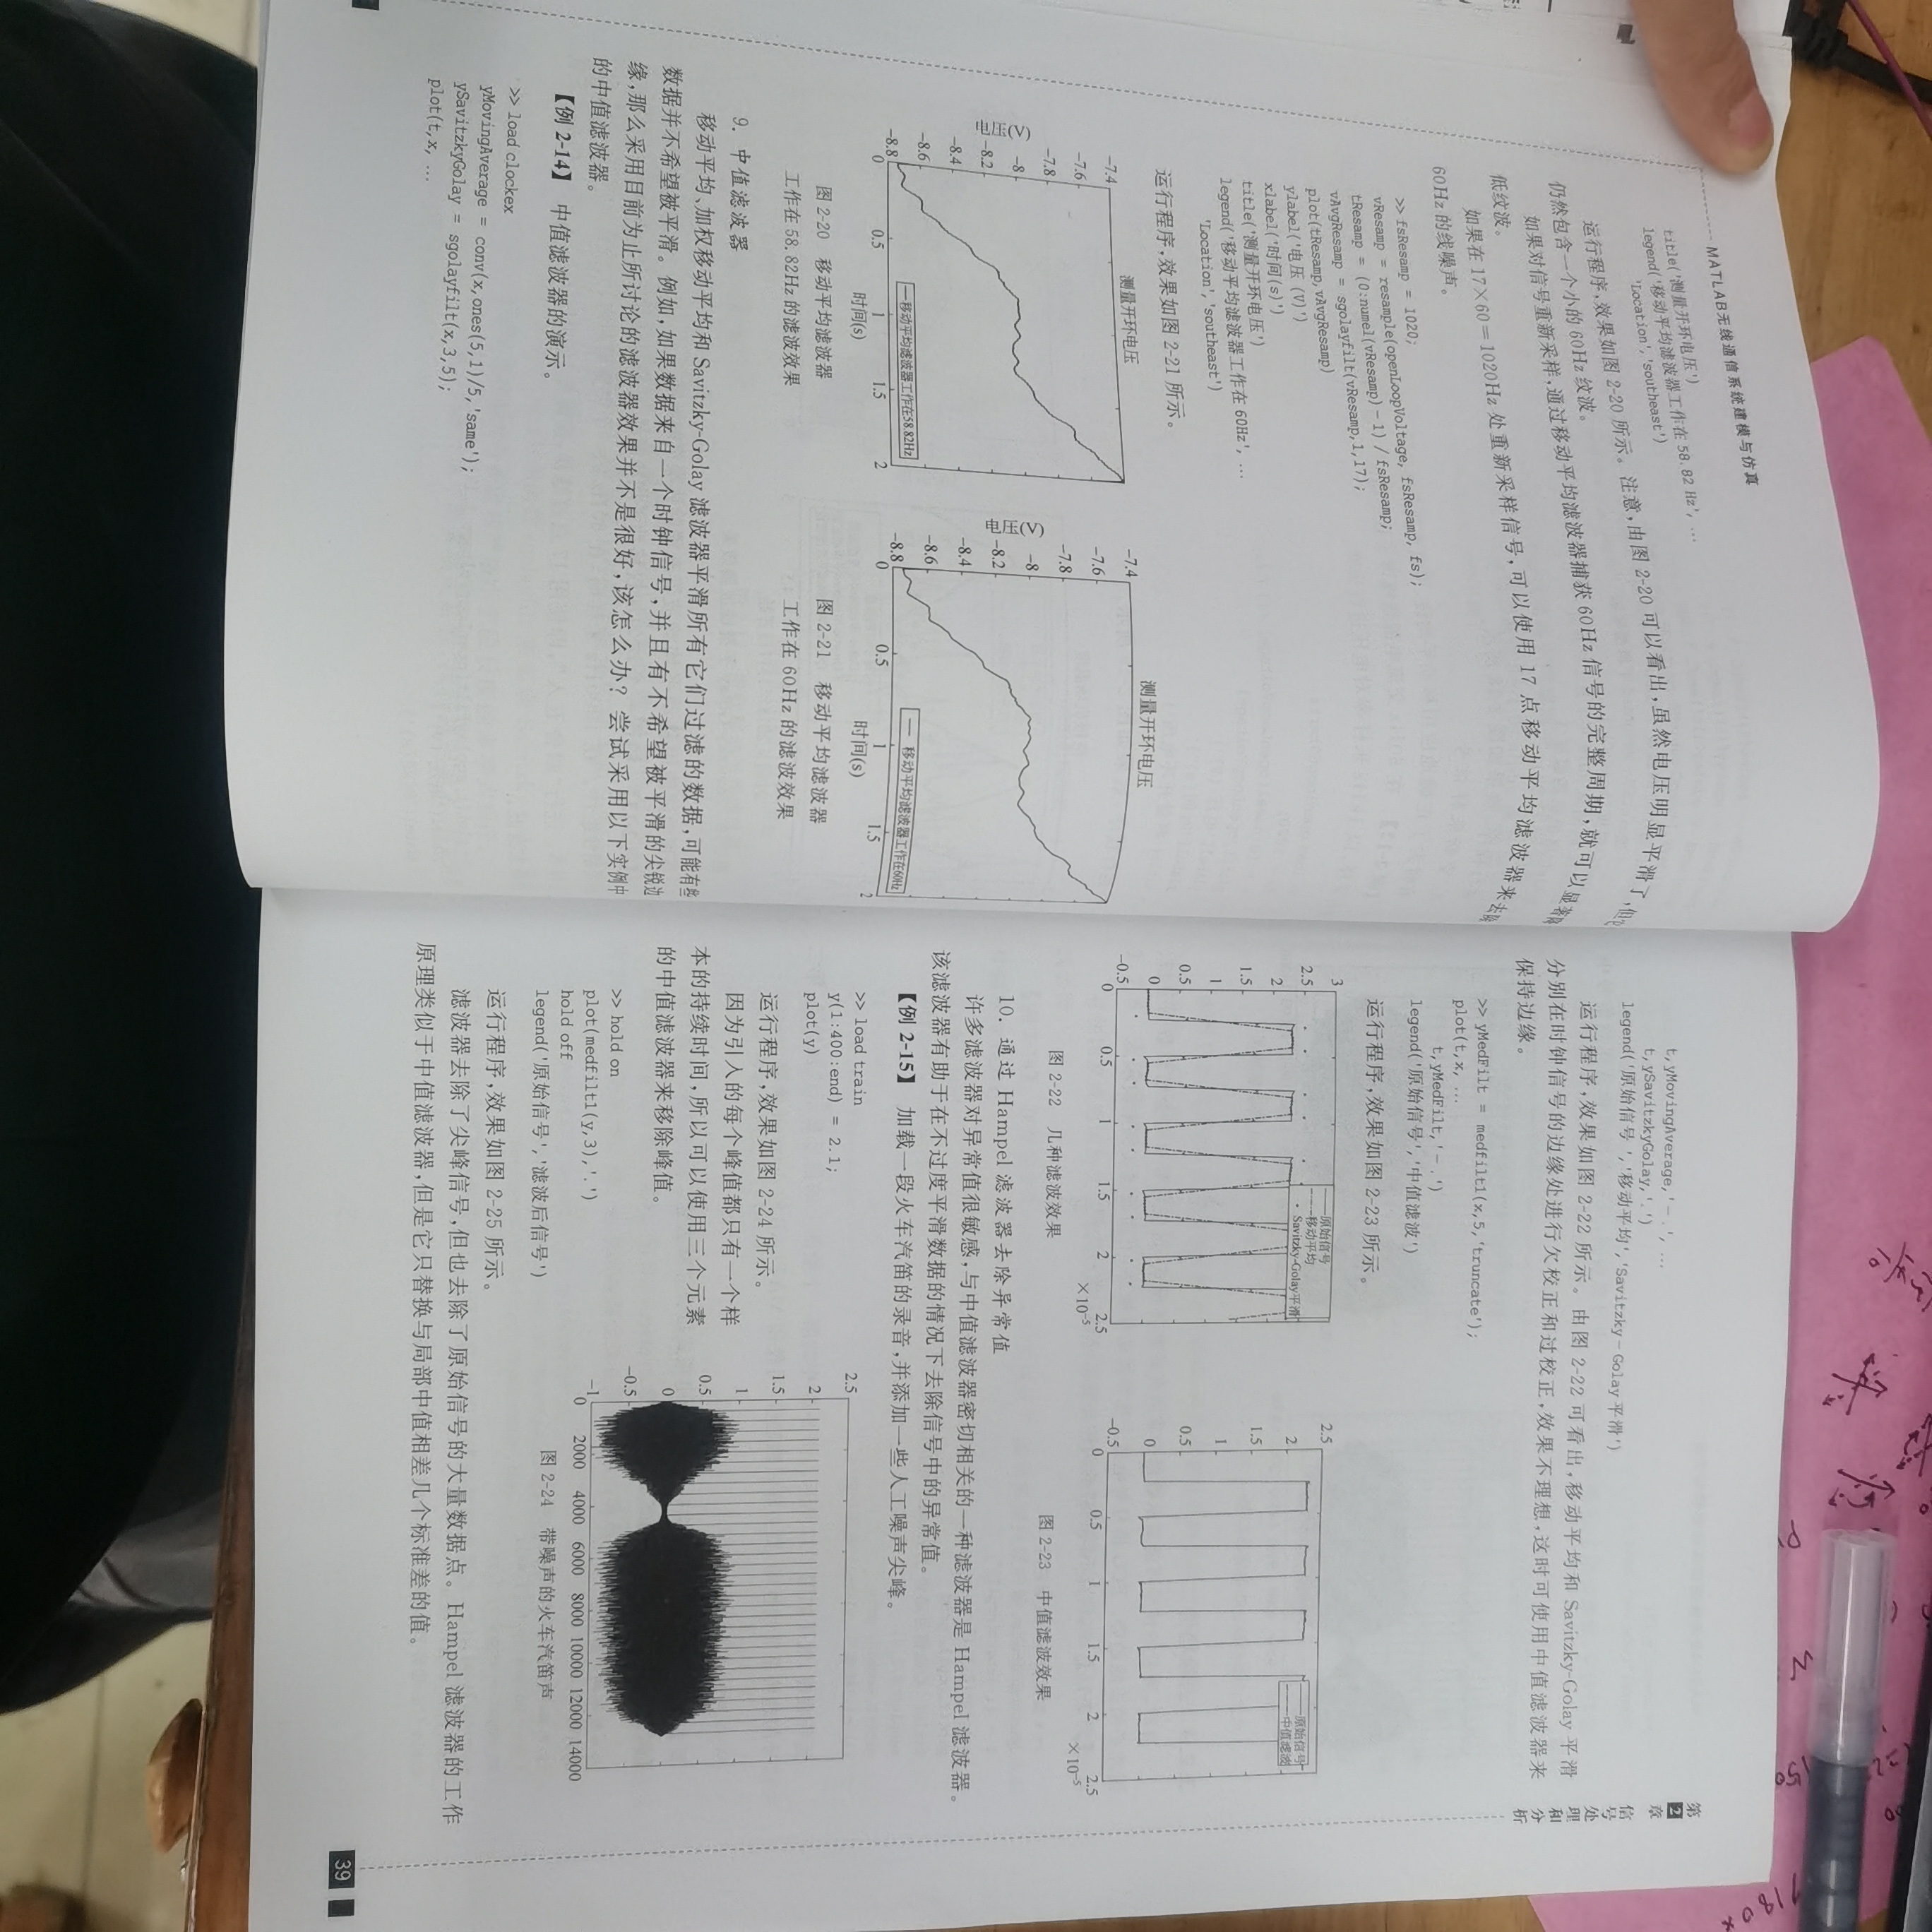 MATLAB无线通信系统建模与仿真
title('测量开环电压')
legend('移动平均滤波器工作在 58.82 Hz', …
'Location','southeast')
运行程序,效果如图 2-20 所示。注意,由图 2-20 可以看出,虽然电压明显平滑了,但它
仍然包含一个小的 60Hz 纹波。
如果对信号重新采样,通过移动平均滤波器捕获 60Hz 信号的完整周期,就可以显著降
低纹波。
如果在 17×60=1020Hz 处重新采样信号,可以使用 17 点移动平均滤波器来去除
60Hz 的线噪声。
>> fsResamp = 1020;
vResamp = resample(openLoopVoltage, fsResamp, fs);
tResamp = (0:numel(vResamp)-1) / fsResamp;
vAvgResamp = sgolayfilt(vResamp,1,17);
plot(tResamp,vAvgResamp)
ylabel('电压 (V)')
xlabel('时间(s)')
title('测量开环电压')
legend('移动平均滤波器工作在 60Hz', …
'Location','southeast')
运行程序,效果如图 2-21 所示。
测量开环电压
-7.4
-7.6
-7.8
-8
-8.2
-8.4
-8.6
-8.8
电压(V)
移动平均滤波器工作在58.82Hz
0 0.5 1 1.5 2
时间(s)
图 2-20 移动平均滤波器
工作在 58.82Hz 的滤波效果
测量开环电压
-7.4
-7.6
-7.8
-8
-8.2
-8.4
-8.6
-8.8
电压(V)
移动平均滤波器工作在60Hz
0 0.5 1 1.5 2
时间(s)
图 2-21 移动平均滤波器
工作在 60Hz 的滤波效果
9. 中值滤波器
移动平均、加权移动平均和 Savitzky-Golay 滤波器平滑所有它们过滤的数据,可能有些
数据并不希望被平滑。例如,如果数据来自一个时钟信号,并且有不希望被平滑的尖锐边
缘,那么采用目前为止所讨论的滤波器效果并不是很好,该怎么办？尝试采用以下实例中
的中值滤波器。
【例 2-14】 中值滤波器的演示。
>> load clockex
yMovingAverage = conv(x,ones(5,1)/5,'same');
ySavitzkyGolay = sgolayfilt(x,3,5);
plot(t,x, …
第2章 信号处理和分析
t,yMovingAverage,'-.', …
t,ySavitzkyGolay,'.')
legend('原始信号 ','移动平均','Savitzky-Golay 平滑')
运行程序,效果如图 2-22 所示。由图 2-22 可看出,移动平均和 Savitzky-Golay 平滑
分别在时钟信号的边缘处进行欠校正和过校正,效果不理想,这时可使用中值滤波器来
保持边缘。
>> yMedFilt = medfilt1(x,5,'truncate');
plot(t,x, …
t,yMedFilt,'-.')
legend('原始信号','中值滤波')
运行程序,效果如图 2-23 所示。
3
2.5
2
1.5
1
0.5
0
-0.5
原始信号
移动平均
Savitzky-Golay平滑
0 0.5 1 1.5 2 2.5
×10⁻⁵
图 2-22 几种滤波效果
2.5
2
1.5
1
0.5
0
-0.5
原始信号
中值滤波
0 0.5 1 1.5 2 2.5
×10⁻⁵
图 2-23 中值滤波效果
10. 通过 Hampel 滤波器去除异常值
许多滤波器对异常值很敏感,与中值滤波器密切相关的一种滤波器是 Hampel 滤波器。
该滤波器有助于在不过度平滑数据的情况下去除信号中的异常值。
【例 2-15】 加载一段火车汽笛的录音,并添加一些人工噪声尖峰。
>> load train
y(1:400:end) = 2.1;
plot(y)
运行程序,效果如图 2-24 所示。
因为引入的每个峰值都只有一个样
本的持续时间,所以可以使用三个元素
的中值滤波器来移除峰值。
>> hold on
plot(medfilt1(y,3),'.')
hold off
legend('原始信号','滤波后信号')
2.5
2
1.5
1
0.5
0
-0.5
-1
0 2000 4000 6000 8000 10000 12000 14000
图 2-24 带噪声的火车汽笛声
运行程序,效果如图 2-25 所示。
滤波器去除了尖峰信号,但也去除了原始信号的大量数据点。Hampel 滤波器的工作
原理类似于中值滤波器,但是它只替换与局部中值相差几个标准差的值。
39